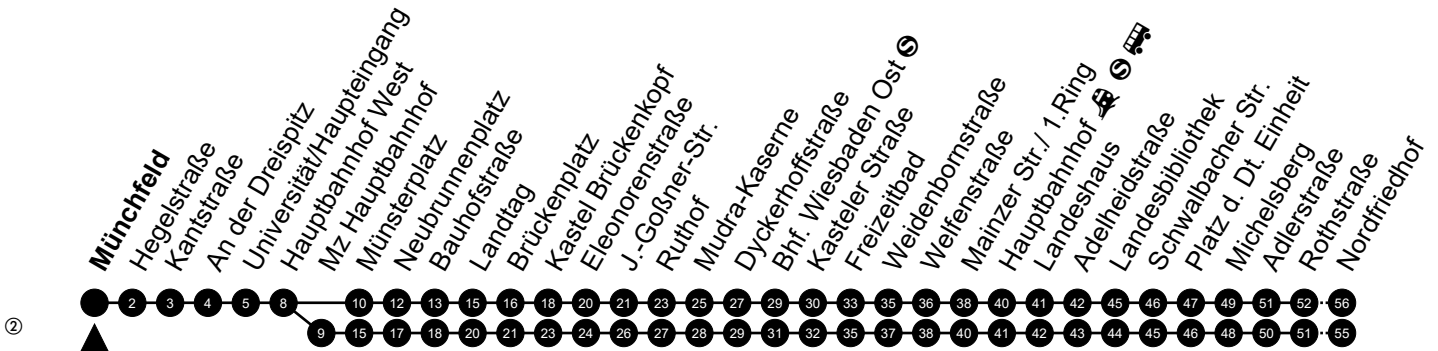 Münchfeld
Hegelstraße
Kantstraße
An der Dreispitz
Universität/Haupteingang
Hauptbahnhof West
Mz Hauptbahnhof
Münsterplatz
Neubrunnenplatz
Bauhofstraße
Landtag
Brückenplatz
Kastel Brückenkopf
Eleonorenstraße
J.-Goßner-Str.
Ruthof
Mudra-Kaserne
Dyckerhoffstraße
Bhf. Wiesbaden Ost S
Kasteler Straße
Freizeitbad
Weidenbornstraße
Welfenstraße
Mainzer Str./ 1.Ring
Hauptbahnhof S
Landeshaus
Adelheidstraße
Landesbibliothek
Schwalbacher Str.
Platz d. Dt. Einheit
Michelsberg
Adlerstraße
Rothstraße
Nordfriedhof
2 3 4 5 8 10 12 13 15 16 18 20 21 23 25 27 29 30 33 35 36 38 40 41 42 45 46 47 49 51 52 56
② 9 15 17 18 20 21 23 24 26 27 28 29 31 32 35 37 38 40 41 42 43 44 45 46 48 50 51 55